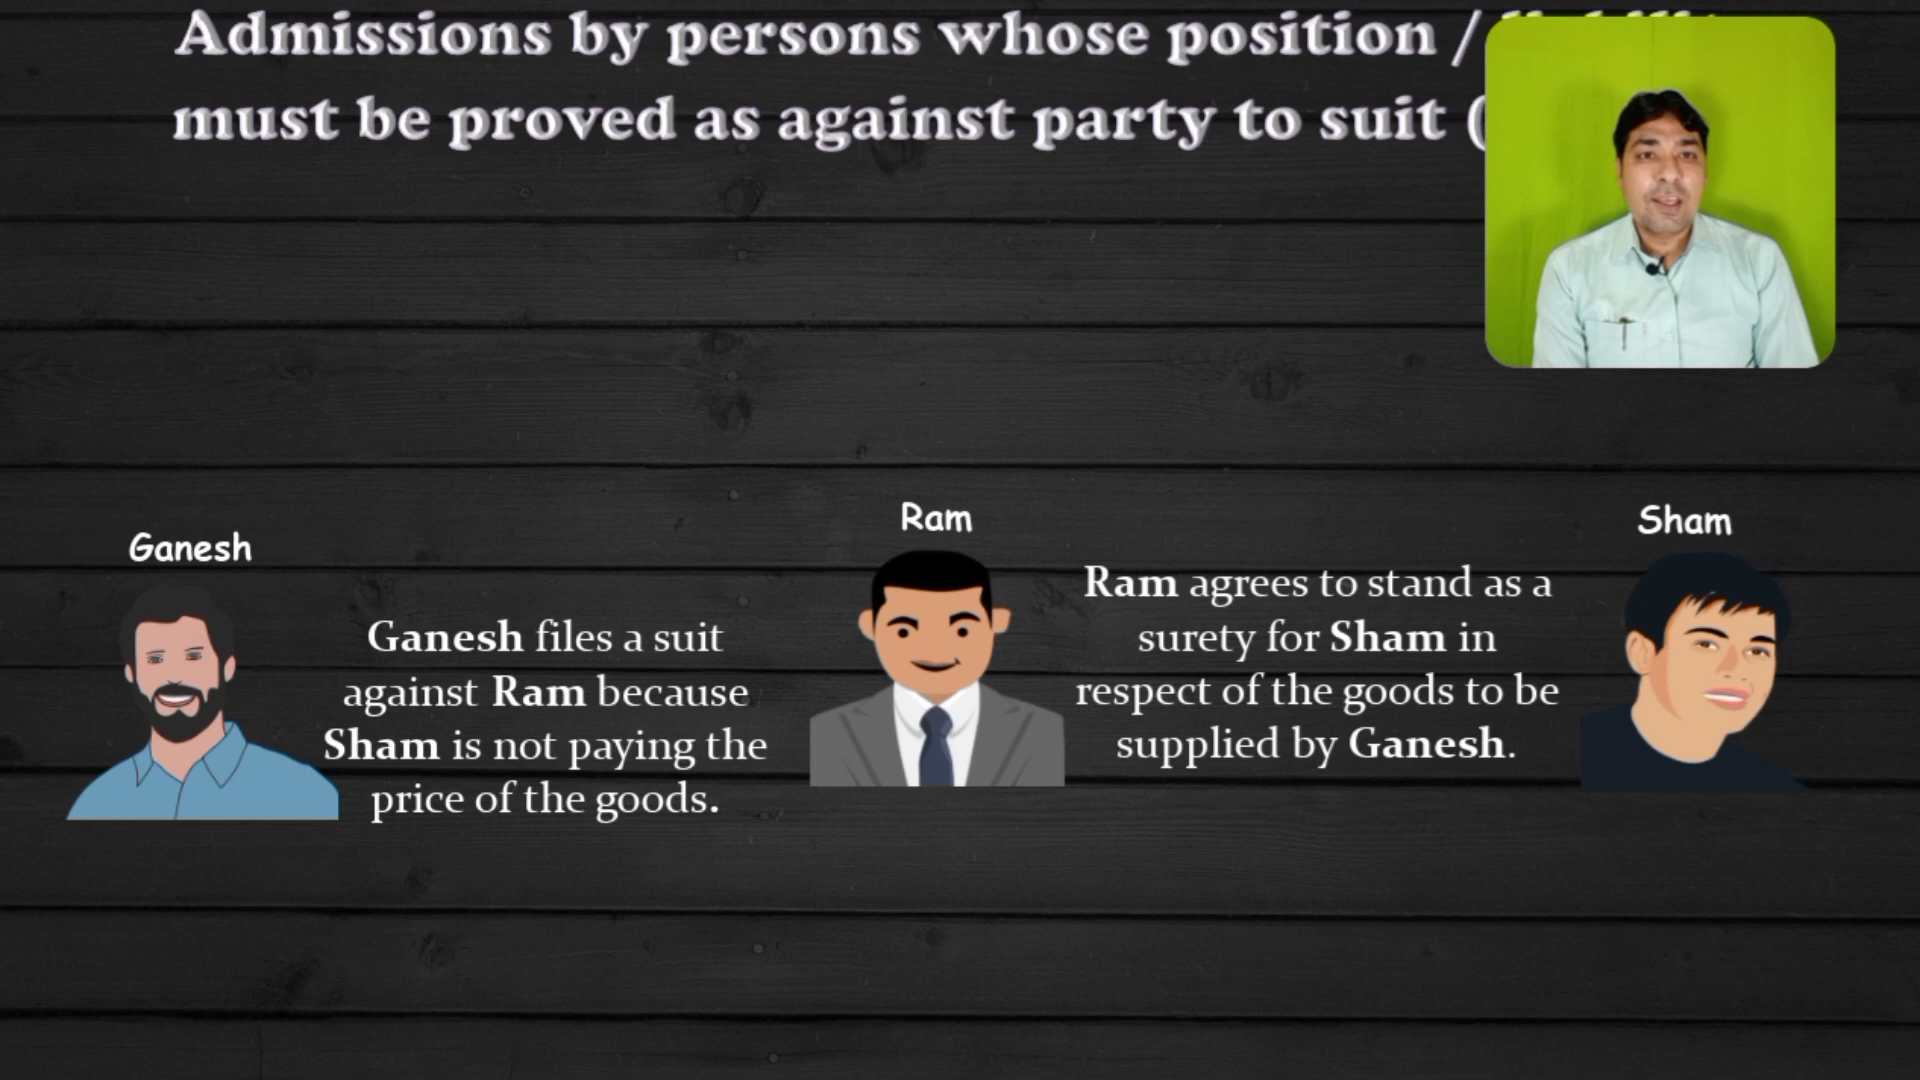 Admissions by persons whose position /
must be proved as against party to suit (
Ganesh
Ganesh files a suit
against Ram because
Sham is not paying the
price of the goods.
Ram
Ram agrees to stand as a
surety for Sham in
respect of the goods to be
supplied by Ganesh.
Sham